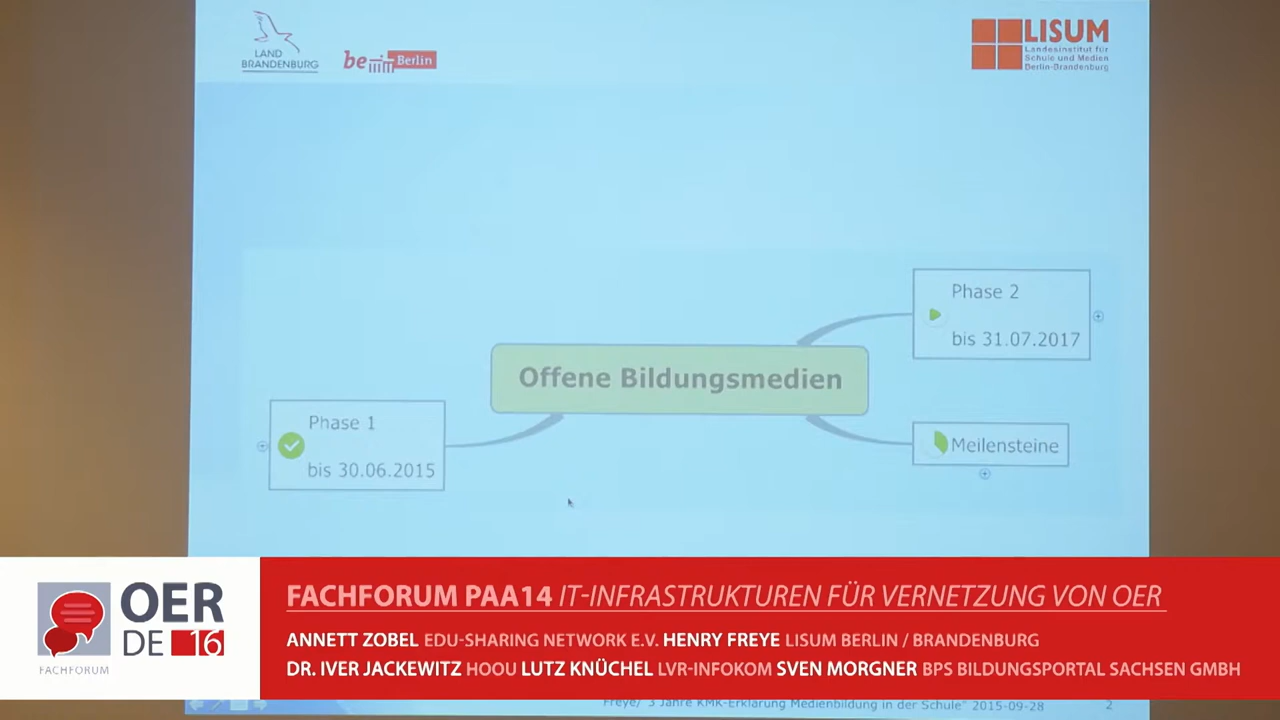 LAND
BRANDENBURG
be Berlin
LISUM
Landesinstitut für
Schule und Medien
Berlin-Brandenburg
Phase 2
bis 31.07.2017
Offene Bildungsmedien
Phase 1
bis 30.06.2015
Meilensteine
OER
DE 16
FACHFORUM
FACHFORUM PAA14 IT-INFRASTRUKTUREN FÜR VERNETZUNG VON OER
ANNETT ZOBEL EDU-SHARING NETWORK E.V. HENRY FREYE LISUM BERLIN / BRANDENBURG
DR. IVER JACKEWITZ HOOU LUTZ KNÜCHEL LVR-INFOKOM SVEN MORGNER BPS BILDUNGSPORTAL SACHSEN GMBH
Freye/ "3 Jahre KMK-Erklärung Medienbildung in der Schule" 2015-09-28 2